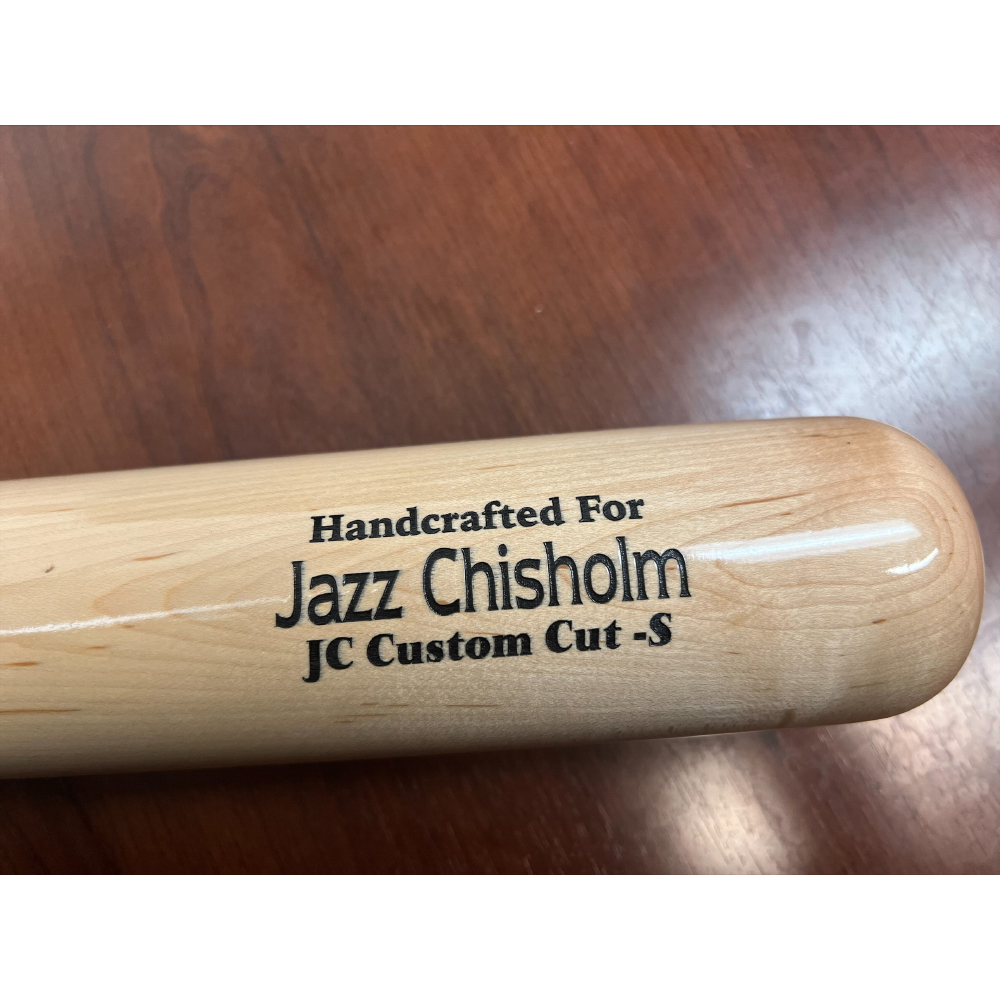 Handcrafted For
Jazz Chisholm
JC Custom Cut -S